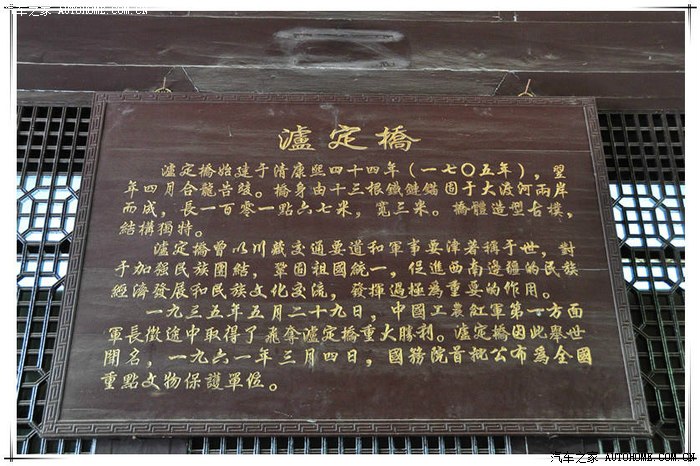 汽车之家 AUTOHOME.COM.CN
瀘定橋
瀘定橋始建于清康熙四十四年（一七〇五年），翌
年四月合龍告竣。橋身由十三根鐵鏈錨固于大渡河兩岸
而成，長一百零一點六七米，寬三米。橋體造型古樸，
結構獨特。
瀘定橋曾以川藏交通要道和軍事要津著稱于世，對
于加強民族團結，鞏固祖國統一，促進西南邊疆的民族
經濟發展和民族文化交流，發揮過極為重要的作用。
一九三五年五月二十九日，中國工農紅軍第一方面
軍長徵途中取得了飛奪瀘定橋重大勝利。瀘定橋因此舉世
聞名，一九六一年三月四日，國務院首批公布為全國
重點文物保護單位。
汽车之家 AUTOHOME.COM.CN